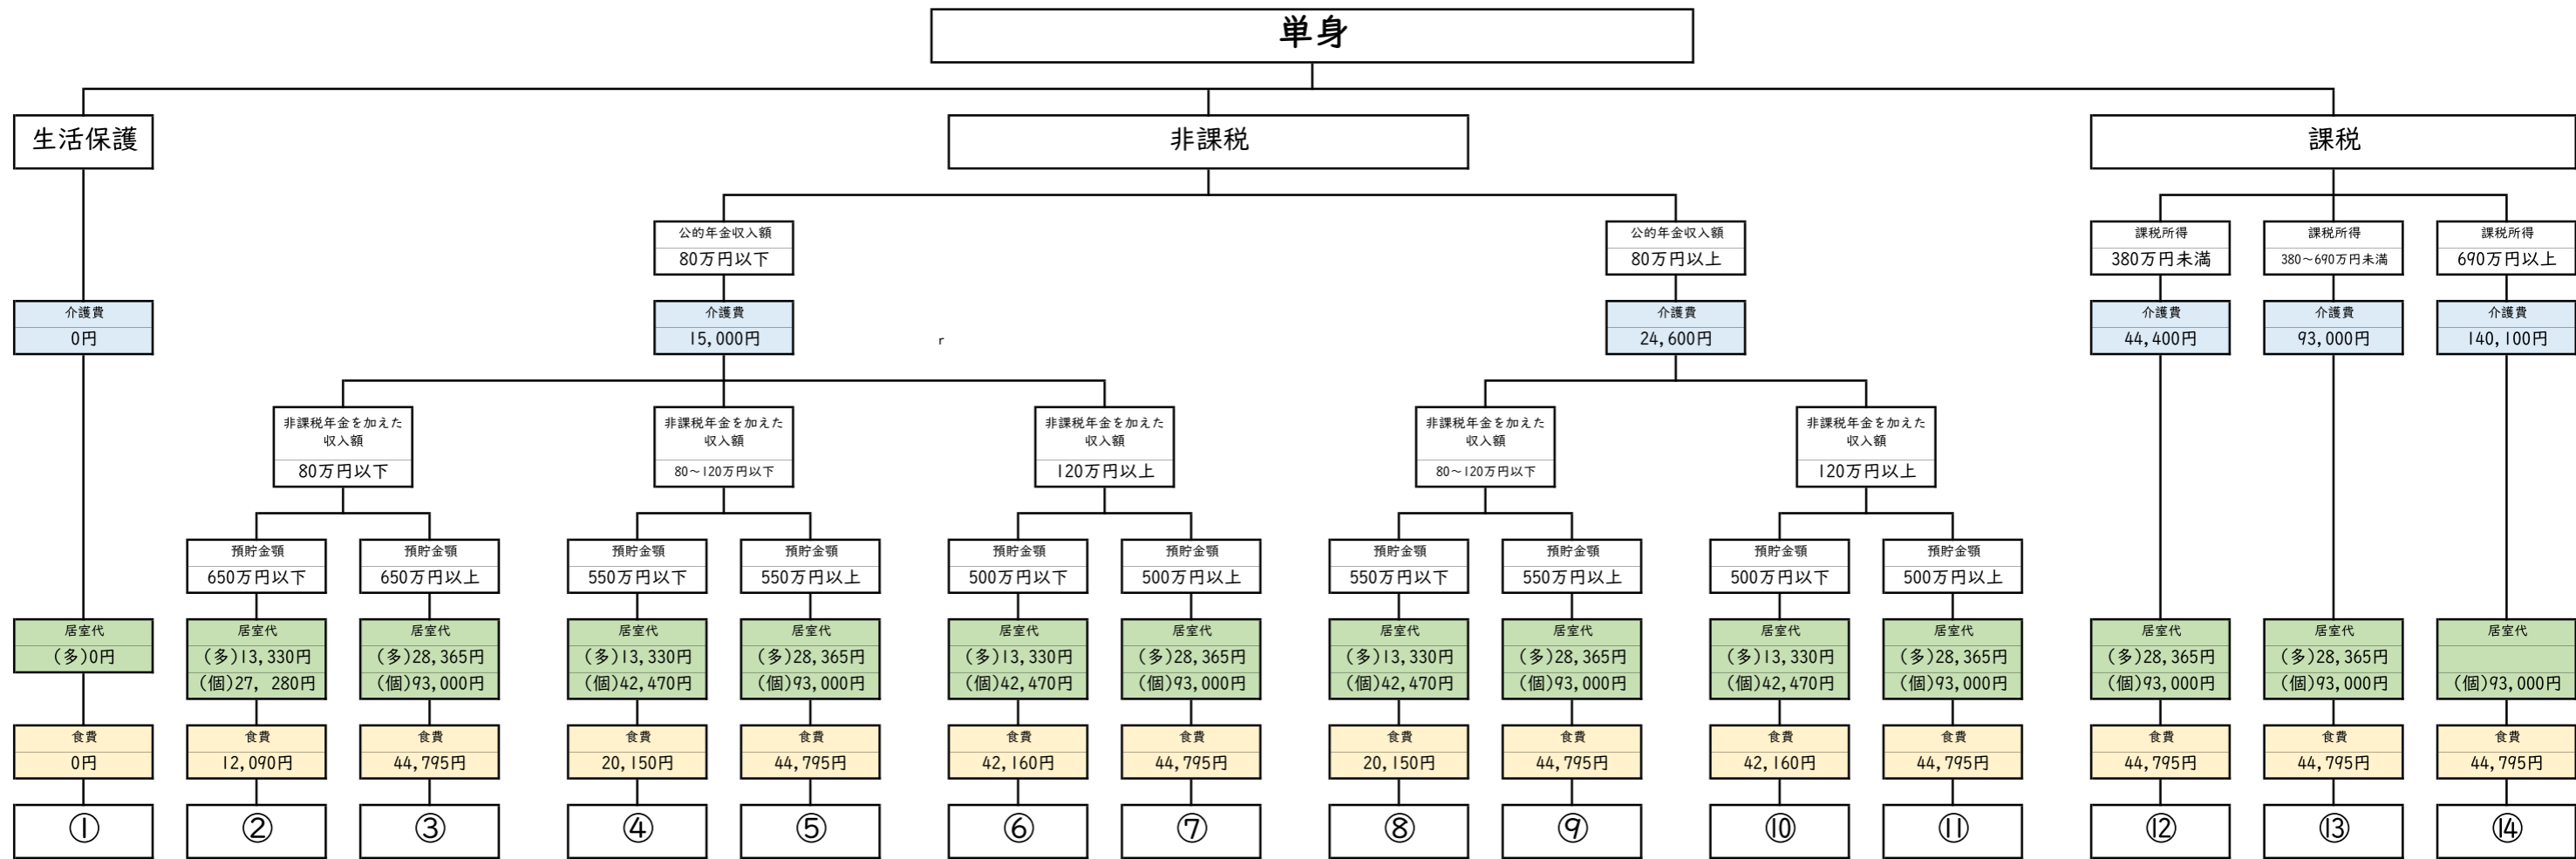 単身
生活保護
非課税
課税
公的年金収入額
80万円以下
公的年金収入額
80万円以上
課税所得
380万円未満
課税所得
380～690万円未満
課税所得
690万円以上
介護費
0円
介護費
15,000円
r
介護費
24,600円
介護費
44,400円
介護費
93,000円
介護費
140,100円
非課税年金を加えた
収入額
80万円以下
非課税年金を加えた
収入額
80～120万円以下
非課税年金を加えた
収入額
120万円以上
非課税年金を加えた
収入額
80～120万円以下
非課税年金を加えた
収入額
120万円以上
預貯金顎
650万円以下
預貯金顎
650万円以上
預貯金顎
550万円以下
預貯金顎
550万円以上
預貯金顎
500万円以下
預貯金顎
500万円以上
預貯金顎
550万円以下
預貯金顎
550万円以上
預貯金顎
500万円以下
預貯金顎
500万円以上
居室代
(多)0円
居室代
(多)13,330円
(個)27, 280円
居室代
(多)28,365円
(個)93,000円
居室代
(多)13,330円
(個)42,470円
居室代
(多)28,365円
(個)93,000円
居室代
(多)13,330円
(個)42,470円
居室代
(多)28,365円
(個)93,000円
居室代
(多)13,330円
(個)42,470円
居室代
(多)28,365円
(個)93,000円
居室代
(多)13,330円
(個)42,470円
居室代
(多)28,365円
(個)93,000円
居室代
(多)28,365円
(個)93,000円
居室代
(多)28,365円
(個)93,000円
居室代
(個)93,000円
食費
0円
食費
12,090円
食費
44,795円
食費
20,150円
食費
44,795円
食費
42,160円
食費
44,795円
食費
20,150円
食費
44,795円
食費
42,160円
食費
44,795円
食費
44,795円
食費
44,795円
食費
44,795円
①
②
③
④
⑤
⑥
⑦
⑧
⑨
⑩
⑪
⑫
⑬
⑭